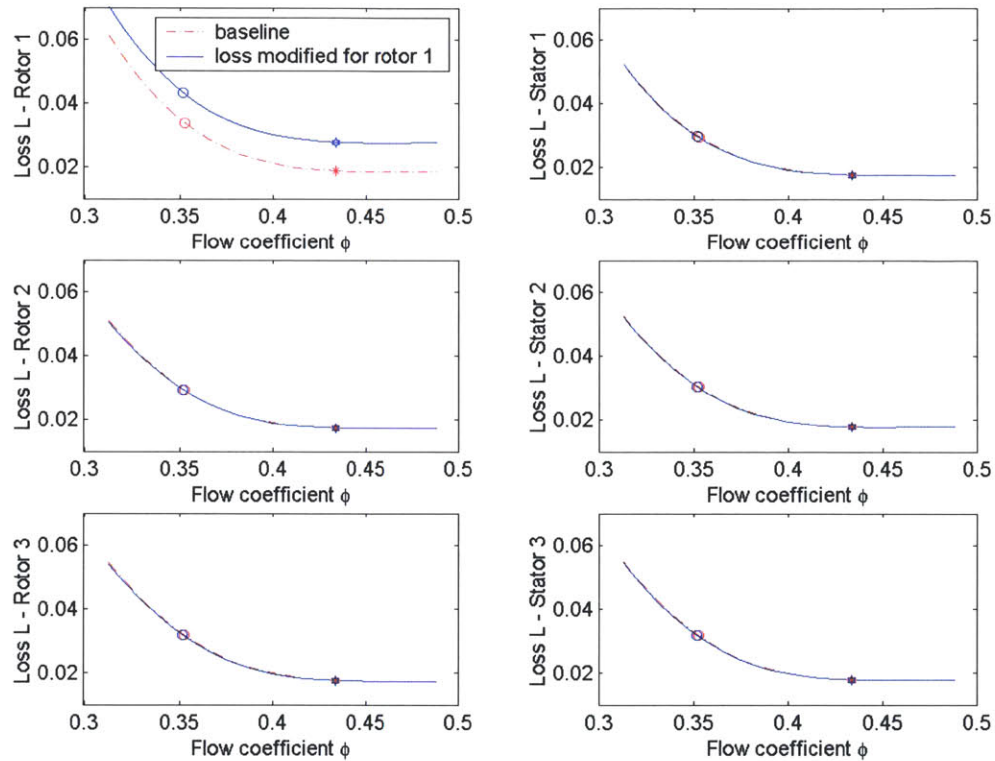 baseline
loss modified for rotor 1
Loss L - Rotor 1
0.06
0.04
0.02
0.3 0.35 0.4 0.45 0.5
Flow coefficient ϕ
Loss L - Stator 1
0.06
0.04
0.02
0.3 0.35 0.4 0.45 0.5
Flow coefficient ϕ
Loss L - Rotor 2
0.06
0.04
0.02
0.3 0.35 0.4 0.45 0.5
Flow coefficient ϕ
Loss L - Stator 2
0.06
0.04
0.02
0.3 0.35 0.4 0.45 0.5
Flow coefficient ϕ
Loss L - Rotor 3
0.06
0.04
0.02
0.3 0.35 0.4 0.45 0.5
Flow coefficient ϕ
Loss L - Stator 3
0.06
0.04
0.02
0.3 0.35 0.4 0.45 0.5
Flow coefficient ϕ